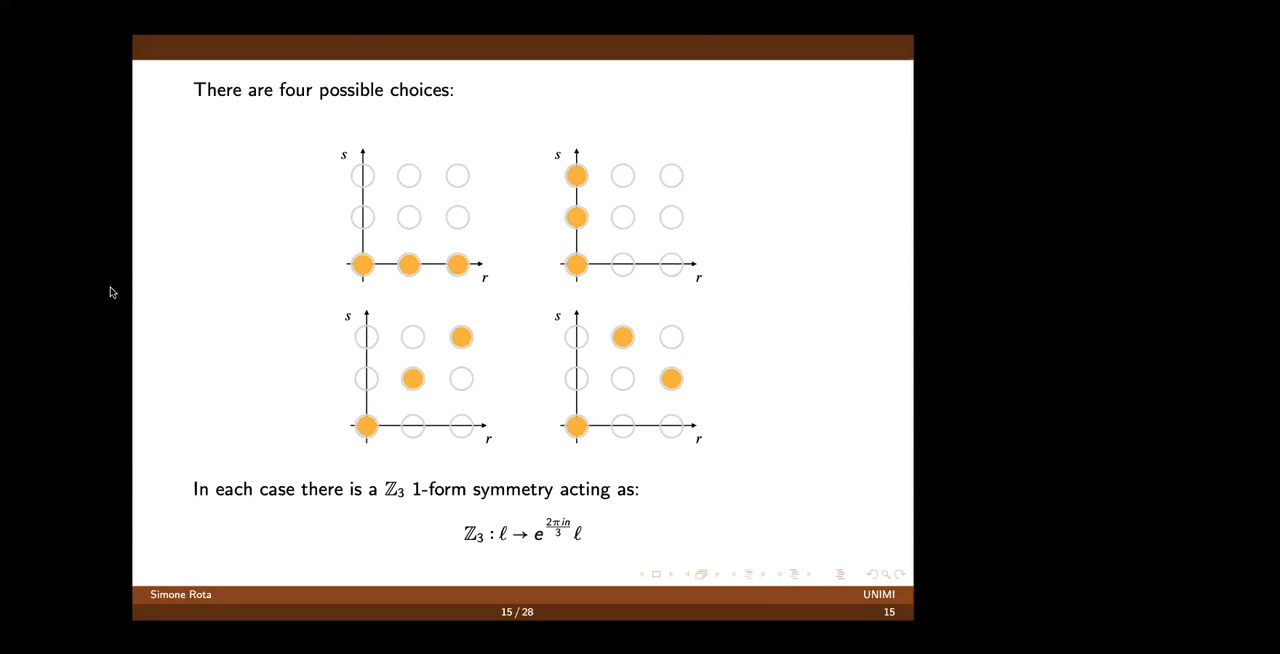 There are four possible choices:
s
r
s
r
s
r
s
r
In each case there is a ℤ₃ 1-form symmetry acting as:
ℤ₃ : ℓ → e^{2πin/3} ℓ
Simone Rota
UNIMI
15 / 28
15